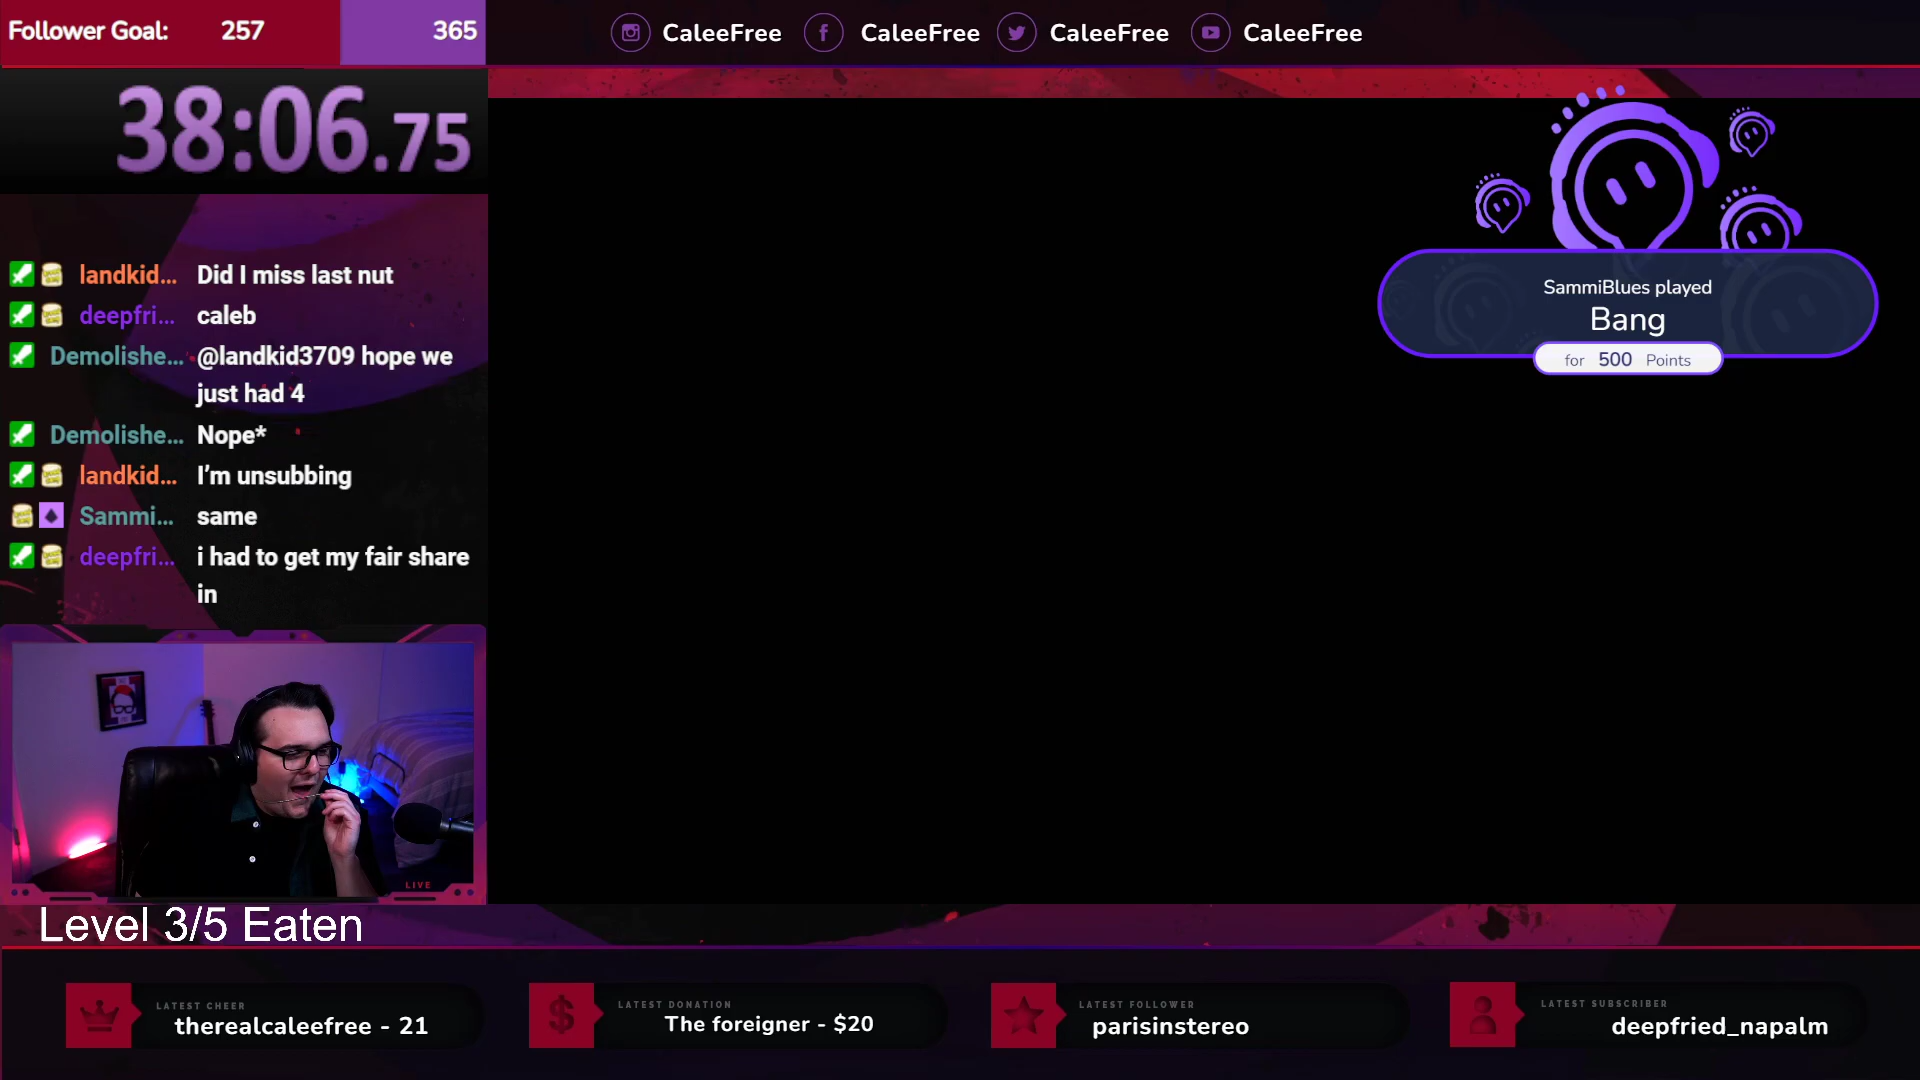 Follower Goal: 257 365
CaleeFree CaleeFree CaleeFree CaleeFree
38:06.75
landkid... Did I miss last nut
deepfri... caleb
Demolishe... @landkid3709 hope we
just had 4
Demolishe... Nope*
landkid... I’m unsubbing
Sammi... same
deepfri... i had to get my fair share
in
SammiBlues played
Bang
for 500 Points
LIVE
Level 3/5 Eaten
LATEST CHEER
therealcaleefree - 21
LATEST DONATION
The foreigner - $20
LATEST FOLLOWER
parisinstereo
LATEST SUBSCRIBER
deepfried_napalm